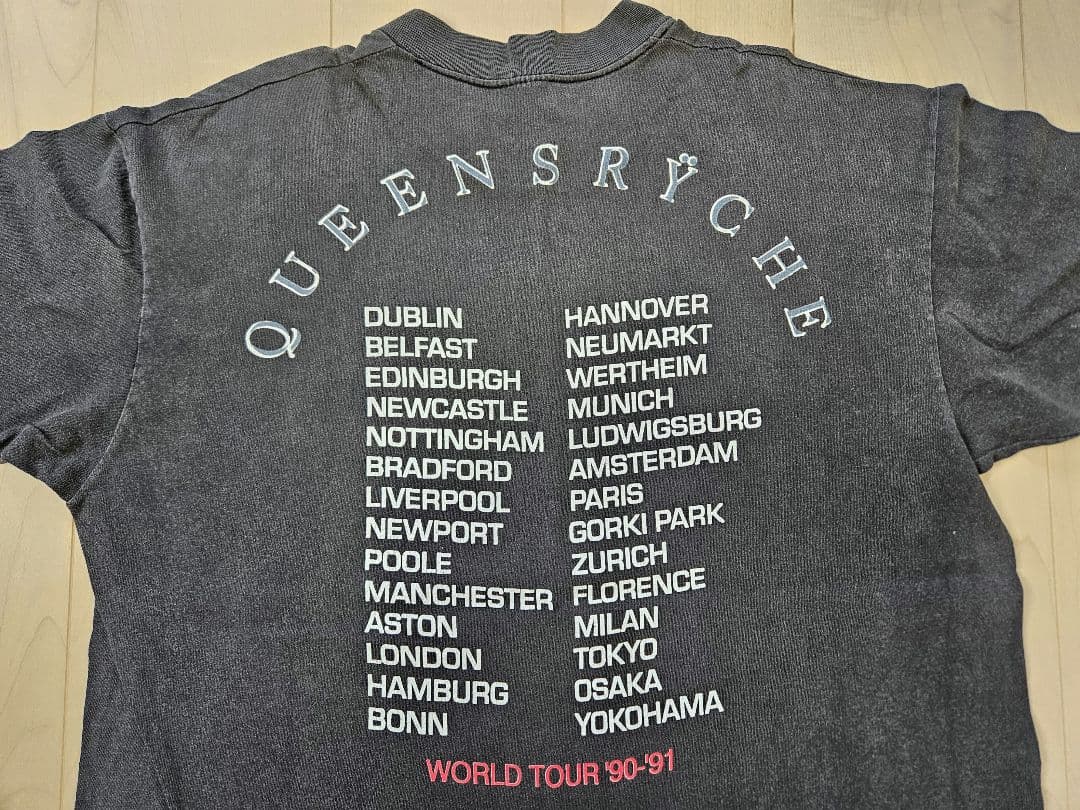 QUEENSRŸCHE
DUBLIN
BELFAST
EDINBURGH
NEWCASTLE
NOTTINGHAM
BRADFORD
LIVERPOOL
NEWPORT
POOLE
MANCHESTER
ASTON
LONDON
HAMBURG
BONN
HANNOVER
NEUMARKT
WERTHEIM
MUNICH
LUDWIGSBURG
AMSTERDAM
PARIS
GORKI PARK
ZURICH
FLORENCE
MILAN
TOKYO
OSAKA
YOKOHAMA
WORLD TOUR '90-'91